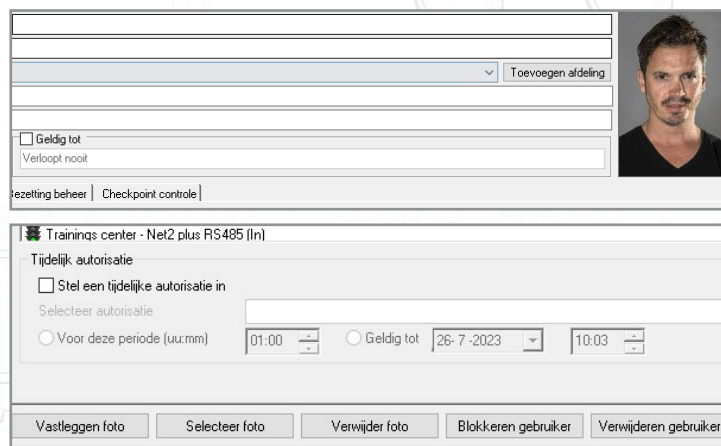 Toevoegen afdeling
Geldig tot
Verloopt nooit
Bezetting beheer Checkpoint controle
Trainings center - Net2 plus RS485 (In)
Tijdelijk autorisatie
Stel een tijdelijke autorisatie in
Selecteer autorisatie
Voor deze periode (uu:mm) 01:00 Geldig tot 26- 7 -2023 10:03
Vastleggen foto Selecteer foto Verwijder foto Blokkeren gebruiker Verwijderen gebruiker